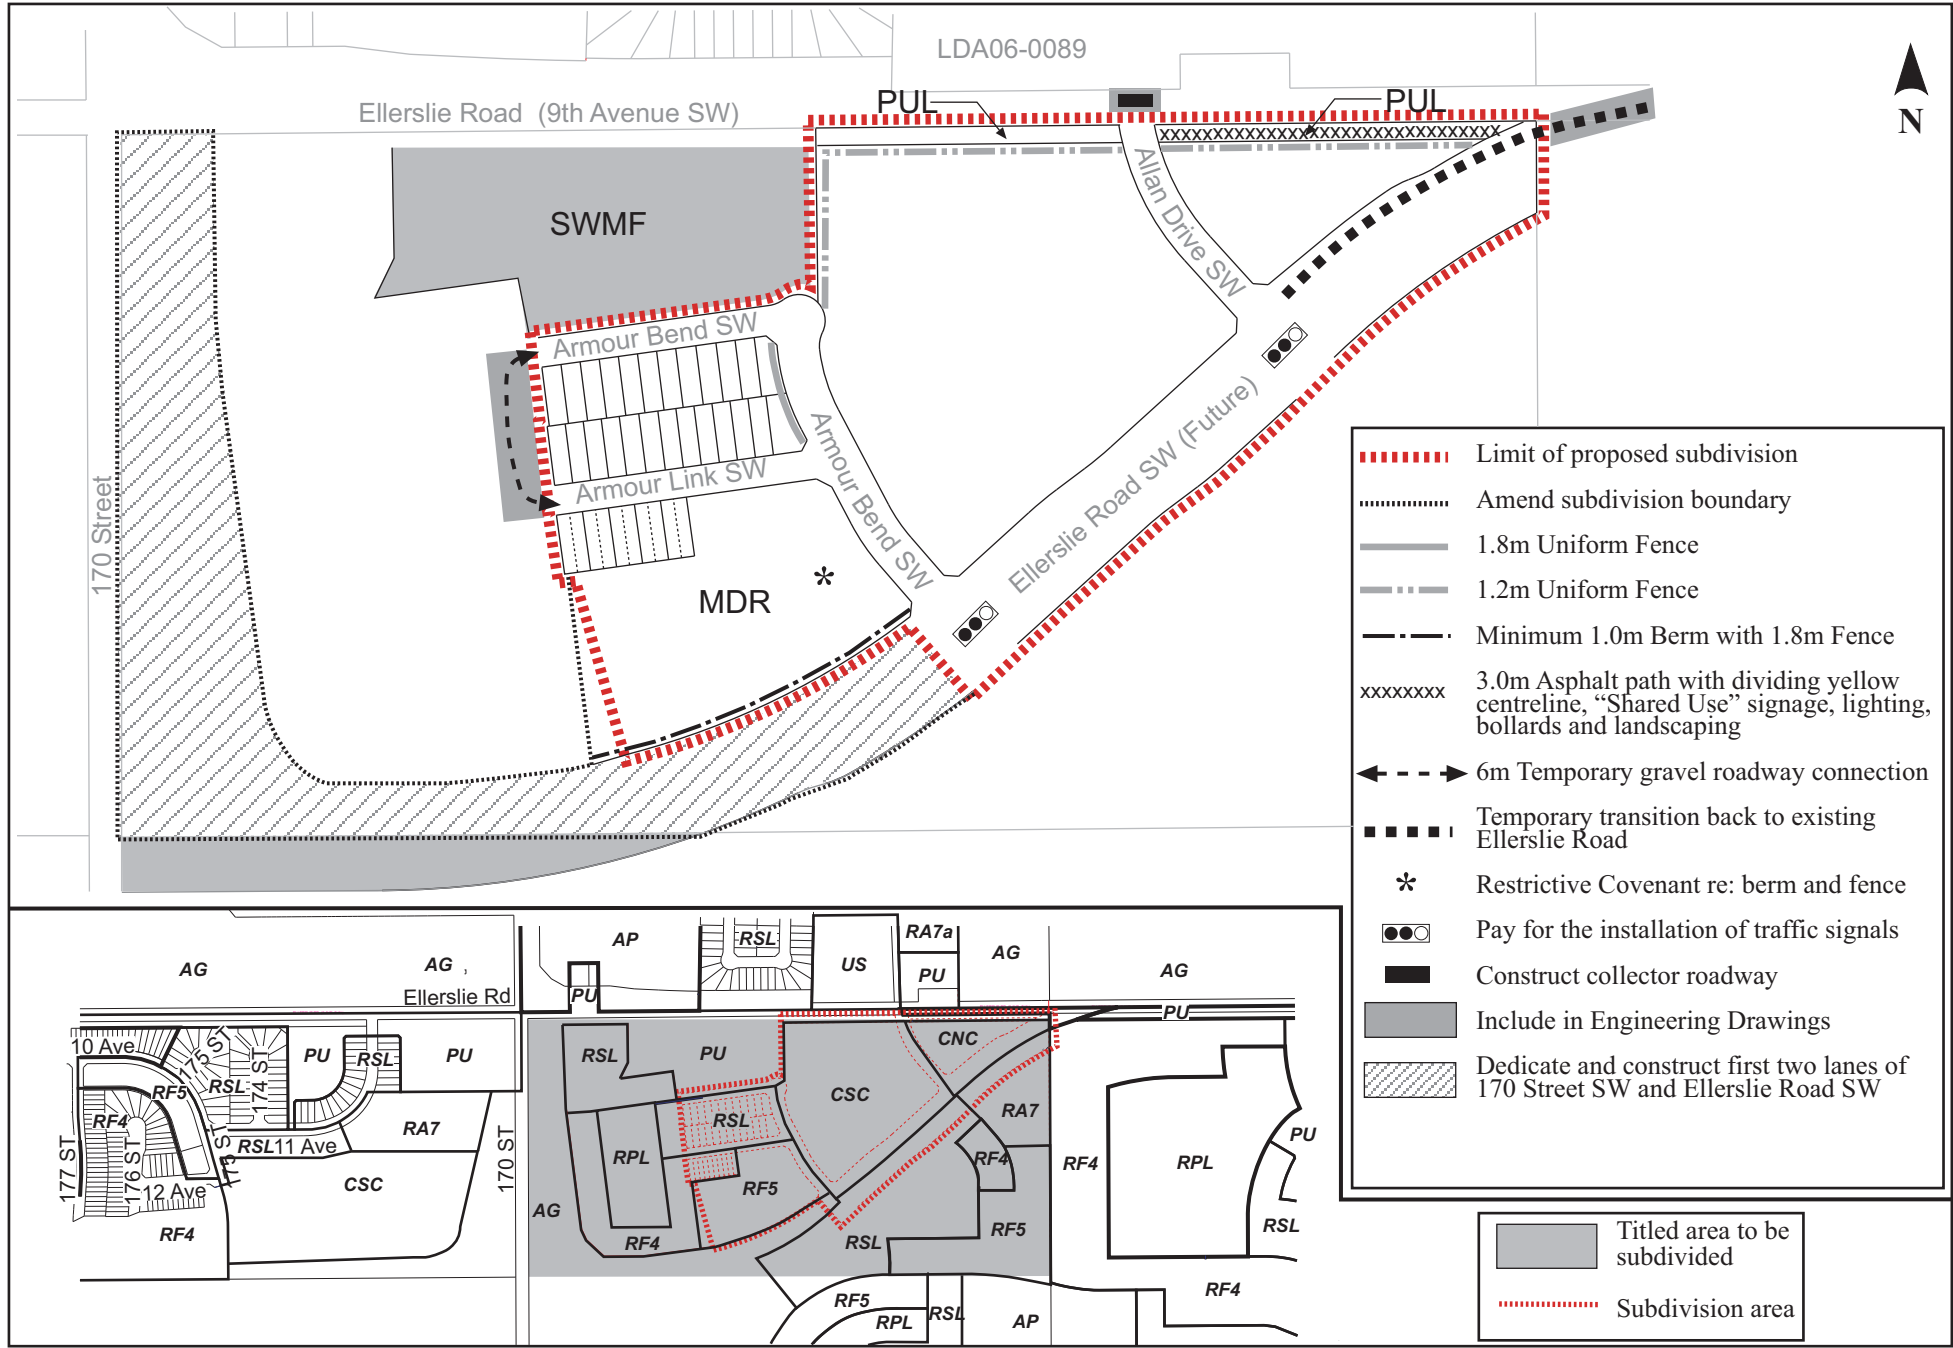 LDA06-0089
Ellerslie Road (9th Avenue SW)
PUL
PUL
N
SWMF
Allan Drive SW
Armour Bend SW
Armour Link SW
Armour Bend SW
Ellerslie Road SW (Future)
170 Street
MDR
*
Limit of proposed subdivision
Amend subdivision boundary
1.8m Uniform Fence
1.2m Uniform Fence
Minimum 1.0m Berm with 1.8m Fence
xxxxxxxx
3.0m Asphalt path with dividing yellow
centreline, “Shared Use” signage, lighting,
bollards and landscaping
6m Temporary gravel roadway connection
Temporary transition back to existing
Ellerslie Road
* Restrictive Covenant re: berm and fence
Pay for the installation of traffic signals
Construct collector roadway
Include in Engineering Drawings
Dedicate and construct first two lanes of
170 Street SW and Ellerslie Road SW
Titled area to be
subdivided
Subdivision area
AG
AG ,
Ellerslie Rd
AP
RSL
US
RA7a
PU
AG
AG
PU
PU
10 Ave
175 ST
174 ST
RSL
RF5
RF4
PU
RSL
PU
RA7
RSL
11 Ave
175 ST
177 ST
176 ST
12 Ave
CSC
RF4
170 ST
RSL
PU
CNC
CSC
RSL
RPL
RF5
RF4
AG
RA7
RF4
RF5
RSL
RF4
RPL
PU
RSL
RF5
RPL
RSL
AP
RF4